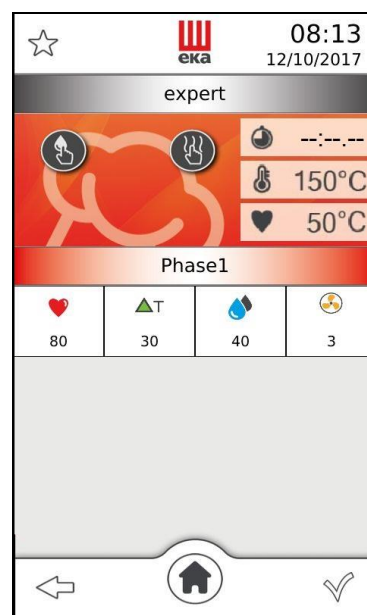 08:13
eka
12/10/2017
expert
--:--.--
150°C
50°C
Phase1
T
80 30 40 3